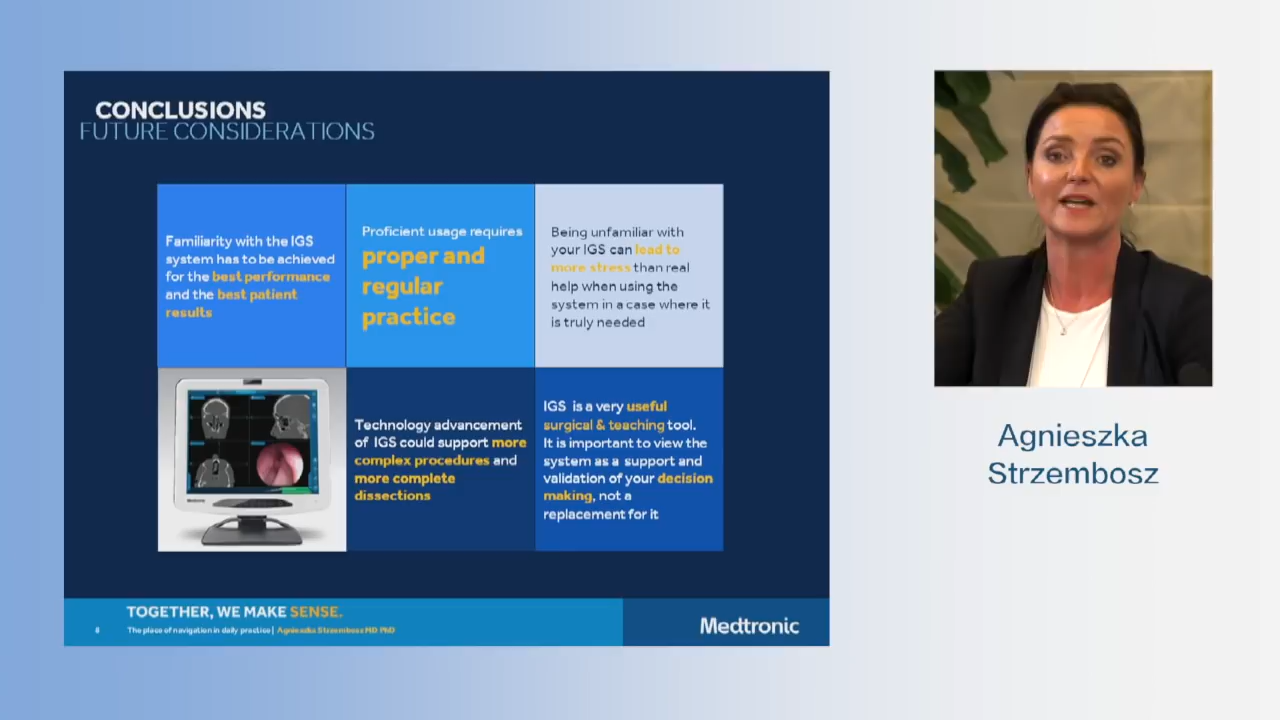 CONCLUSIONS
FUTURE CONSIDERATIONS
Familiarity with the IGS
system has to be achieved
for the best performance
and the best patient
results
Proficient usage requires
proper and
regular
practice
Being unfamiliar with
your IGS can lead to
more stress than real
help when using the
system in a case where it
is truly needed
Medtronic
Technology advancement
of IGS could support more
complex procedures and
more complete
dissections
IGS is a very useful
surgical & teaching tool.
It is important to view the
system as a support and
validation of your decision
making, not a
replacement for it
TOGETHER, WE MAKE SENSE.
8 The place of navigation in daily practice | Agnieszka Strzembosz MD PhD
Medtronic
Agnieszka
Strzembosz